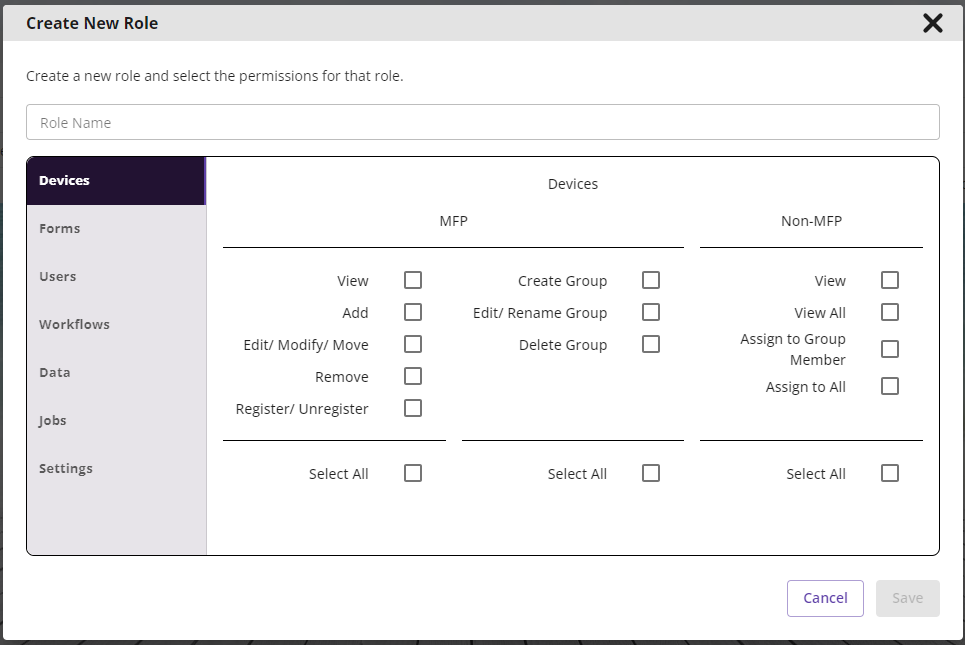 Create New Role
Create a new role and select the permissions for that role.
Role Name
Devices
Forms
Users
Workflows
Data
Jobs
Settings
Devices
MFP
View
Add
Edit/ Modify/ Move
Remove
Register/ Unregister
Select All
Create Group
Edit/ Rename Group
Delete Group
Select All
Non-MFP
View
View All
Assign to Group
Member
Assign to All
Select All
Cancel
Save